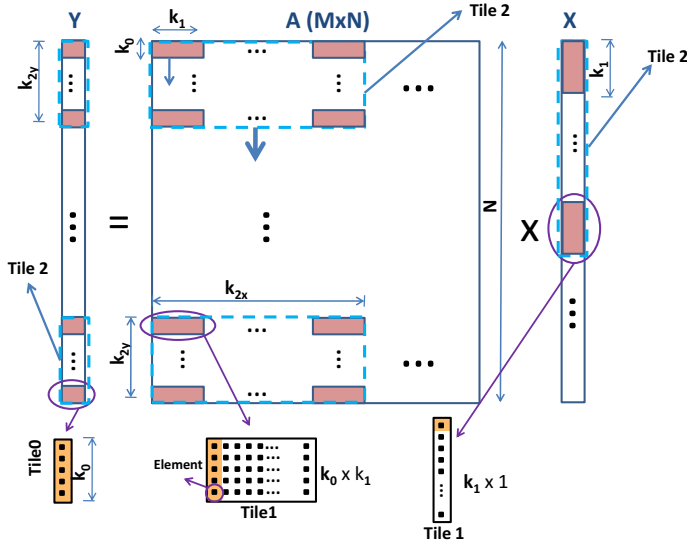 Y
A (MxN)
X
k1
k0
Tile 2
k2y
k1
Tile 2
...
...
...
...
...
...
=
N
X
...
...
Tile 2
k2x
...
k2y
...
...
...
...
...
Tile0
k0
Element
...
k0 x k1
Tile1
...
k1 x 1
Tile 1